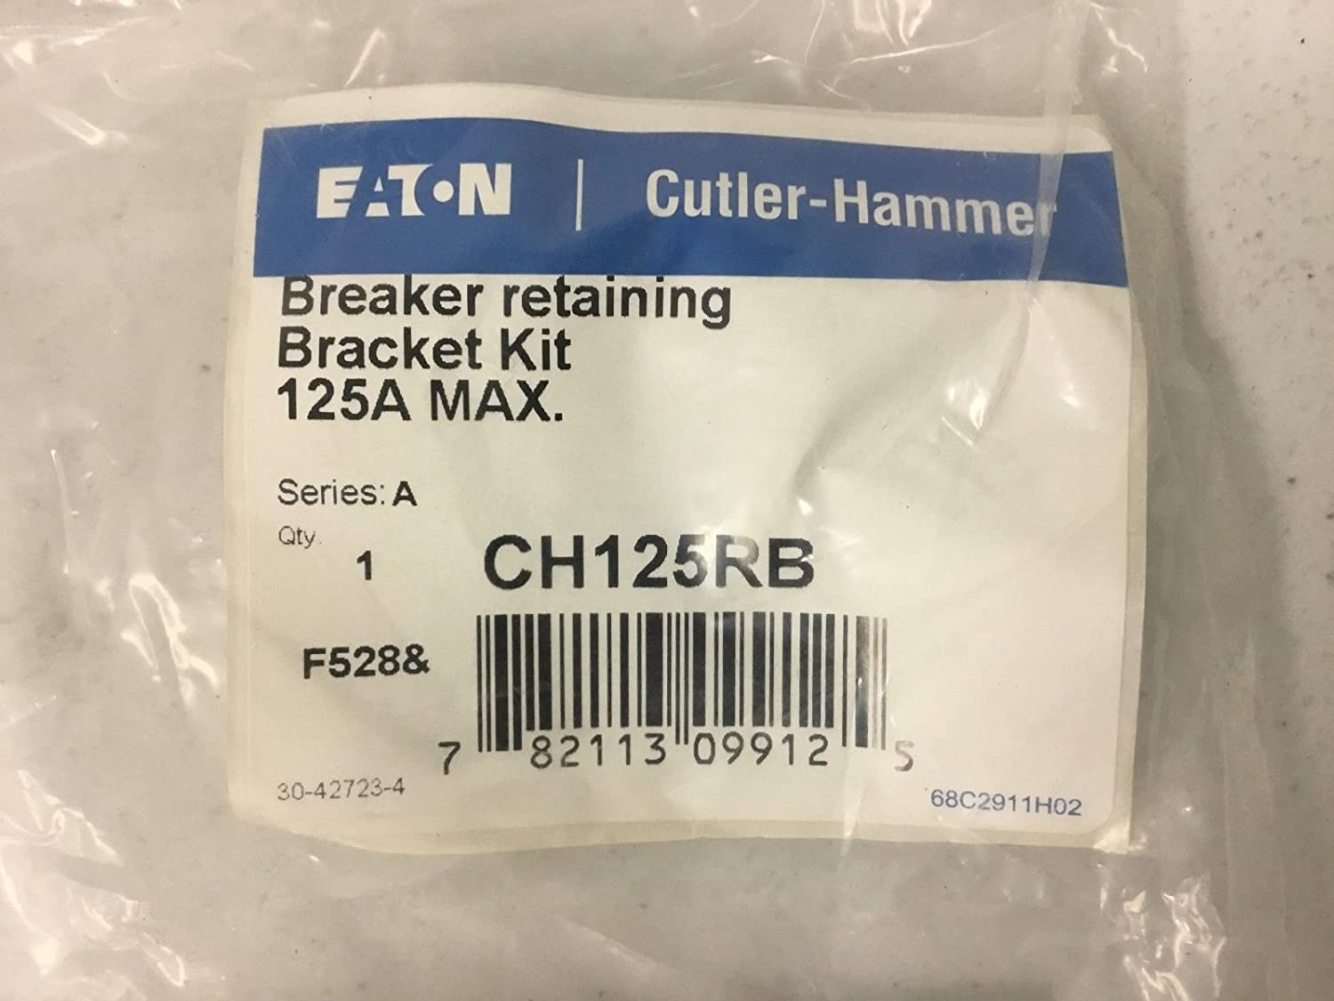 EATON | Cutler-Hammer
Breaker retaining
Bracket Kit
125A MAX.
Series: A
Qty.
1 CH125RB
F528&
7 82113 09912 5
30-42723-4 68C2911H02